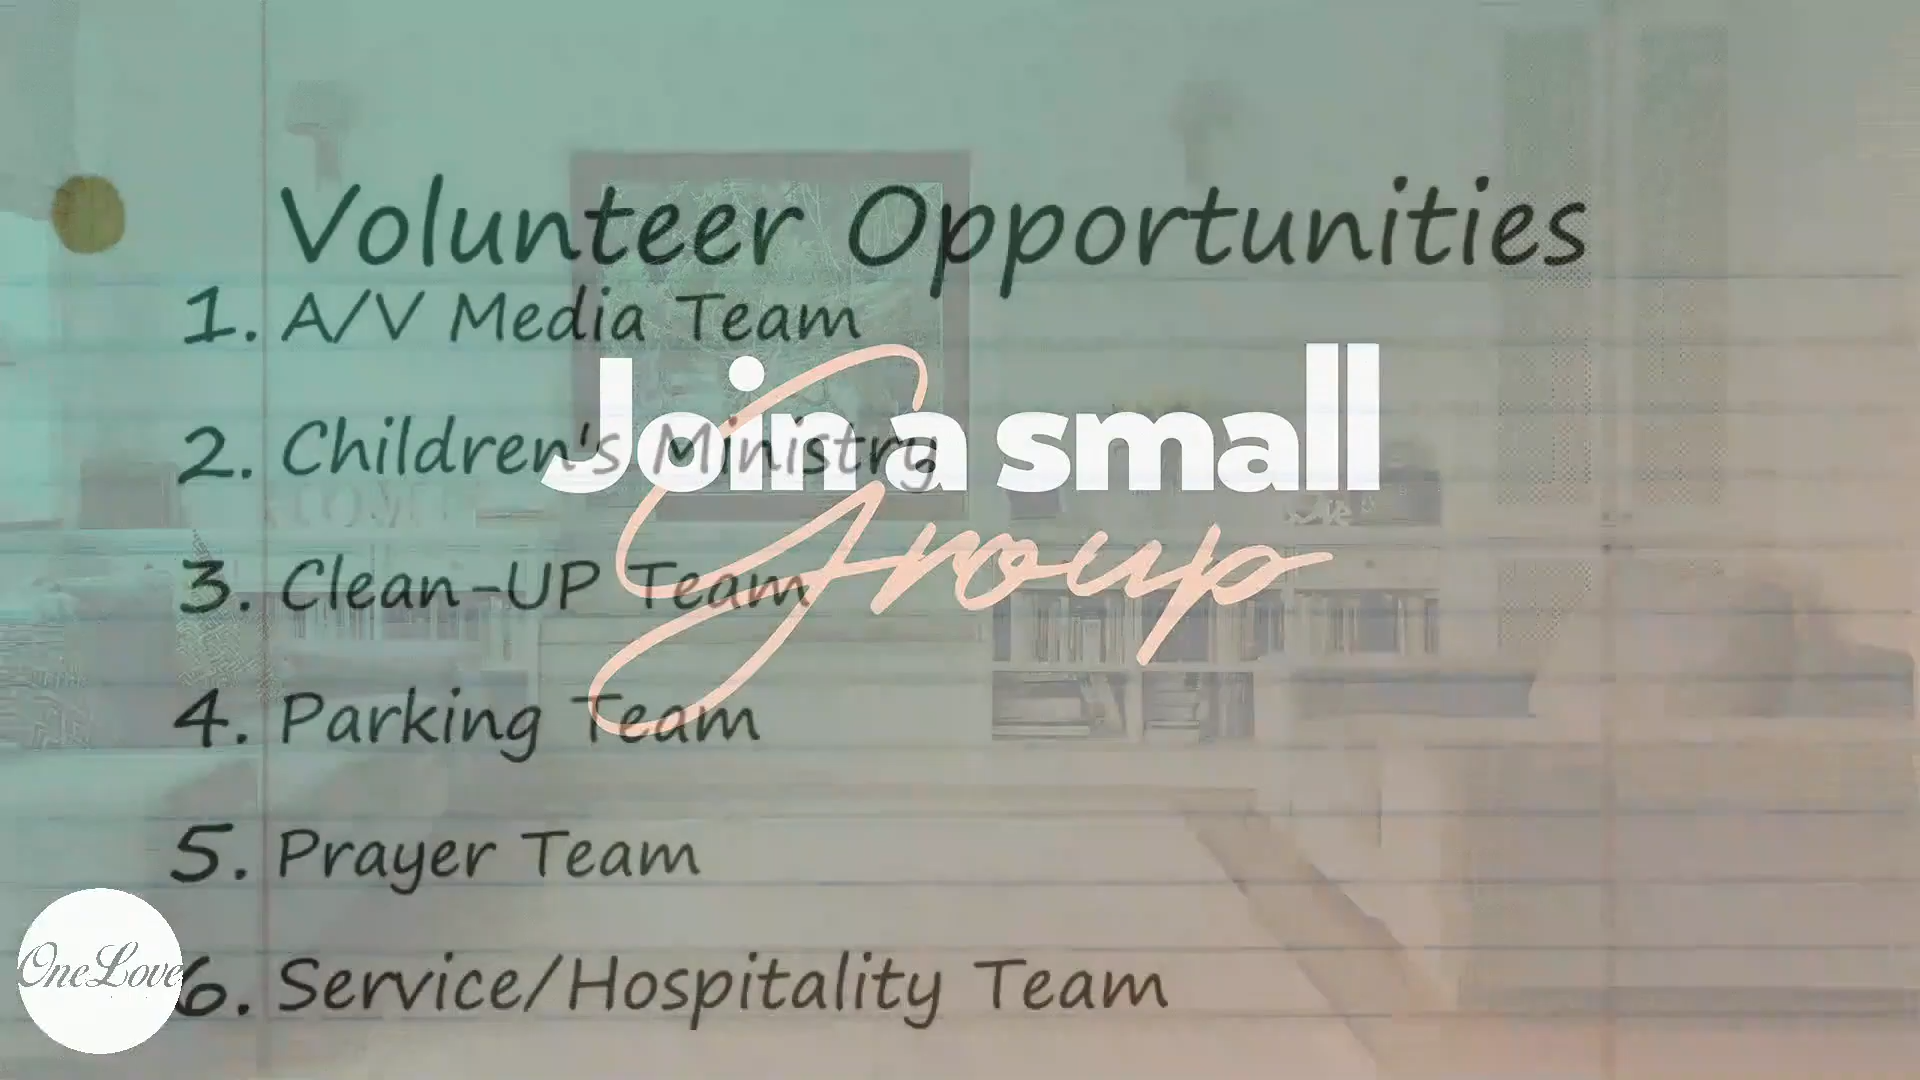 Volunteer Opportunities
1. A/V Media Team
2. Children's Ministry
3. Clean-UP Team
4. Parking Team
5. Prayer Team
6. Service/Hospitality Team
Join a small
Group
OneLove